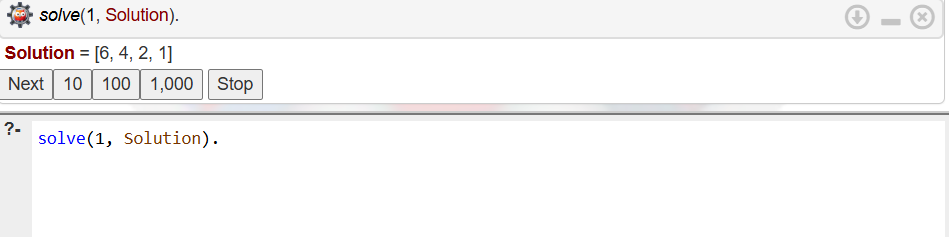 solve(1, Solution).
Solution = [6, 4, 2, 1]
Next 10 100 1,000 Stop
?- solve(1, Solution).